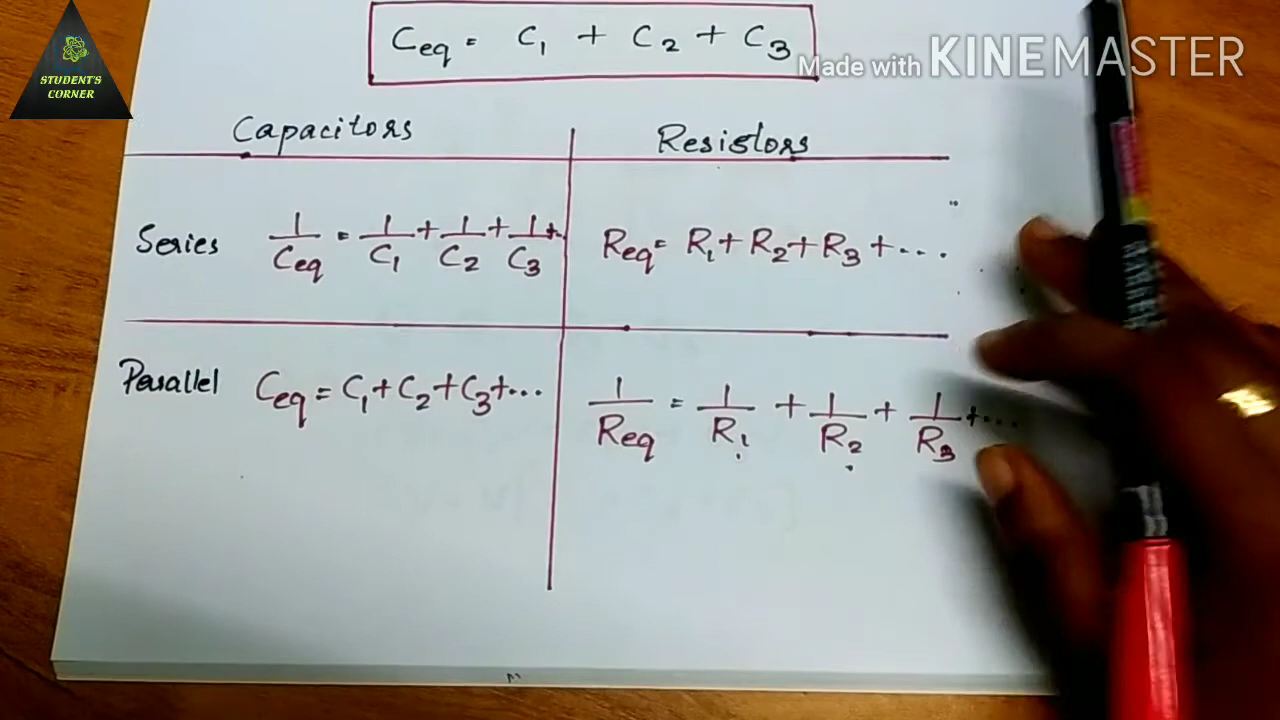 STUDENT'S
CORNER
Ceq = C1 + C2 + C3
Made with KINEMASTER
Capacitors Resistors
Series 1/Ceq = 1/C1 + 1/C2 + 1/C3 + Req = R1 + R2 + R3 + ...
Parallel Ceq = C1 + C2 + C3 + ... 1/Req = 1/R1 + 1/R2 + 1/R3 + ...